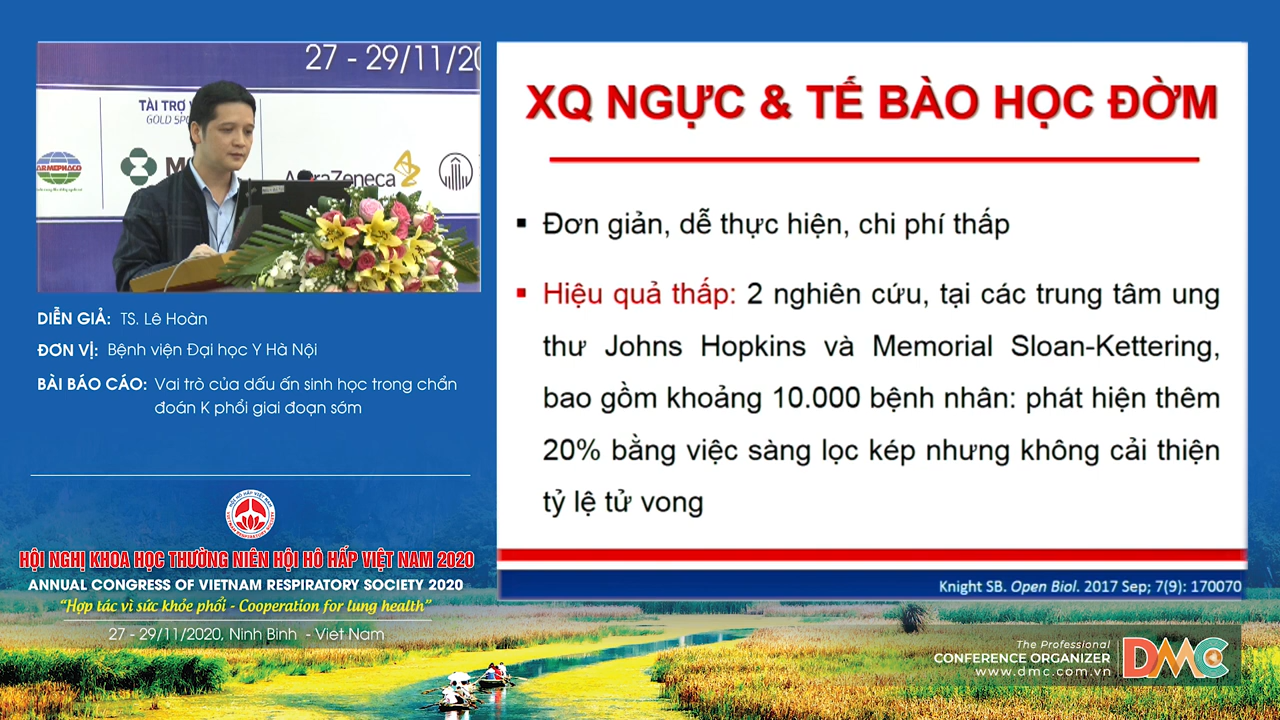 27 - 29/11/20
TÀI TRỢ
GOLD
ARMEPHACO
AstraZeneca
DIỄN GIẢ: TS. Lê Hoàn
ĐƠN VỊ: Bệnh viện Đại học Y Hà Nội
BÀI BÁO CÁO: Vai trò của dấu ấn sinh học trong chẩn
đoán K phổi giai đoạn sớm
HỘI HÔ HẤP VIỆT NAM
HỘI NGHỊ KHOA HỌC THƯỜNG NIÊN HỘI HÔ HẤP VIỆT NAM 2020
ANNUAL CONGRESS OF VIETNAM RESPIRATORY SOCIETY 2020
“Hợp tác vì sức khỏe phổi - Cooperation for lung health”
27 - 29/11/2020, Ninh Binh - Viet Nam
XQ NGỰC & TẾ BÀO HỌC ĐỜM
▪ Đơn giản, dễ thực hiện, chi phí thấp
▪ Hiệu quả thấp: 2 nghiên cứu, tại các trung tâm ung
thư Johns Hopkins và Memorial Sloan-Kettering,
bao gồm khoảng 10.000 bệnh nhân: phát hiện thêm
20% bằng việc sàng lọc kép nhưng không cải thiện
tỷ lệ tử vong
Knight SB. Open Biol. 2017 Sep; 7(9): 170070
The Professional
CONFERENCE ORGANIZER
www.dmc.com.vn
DMC